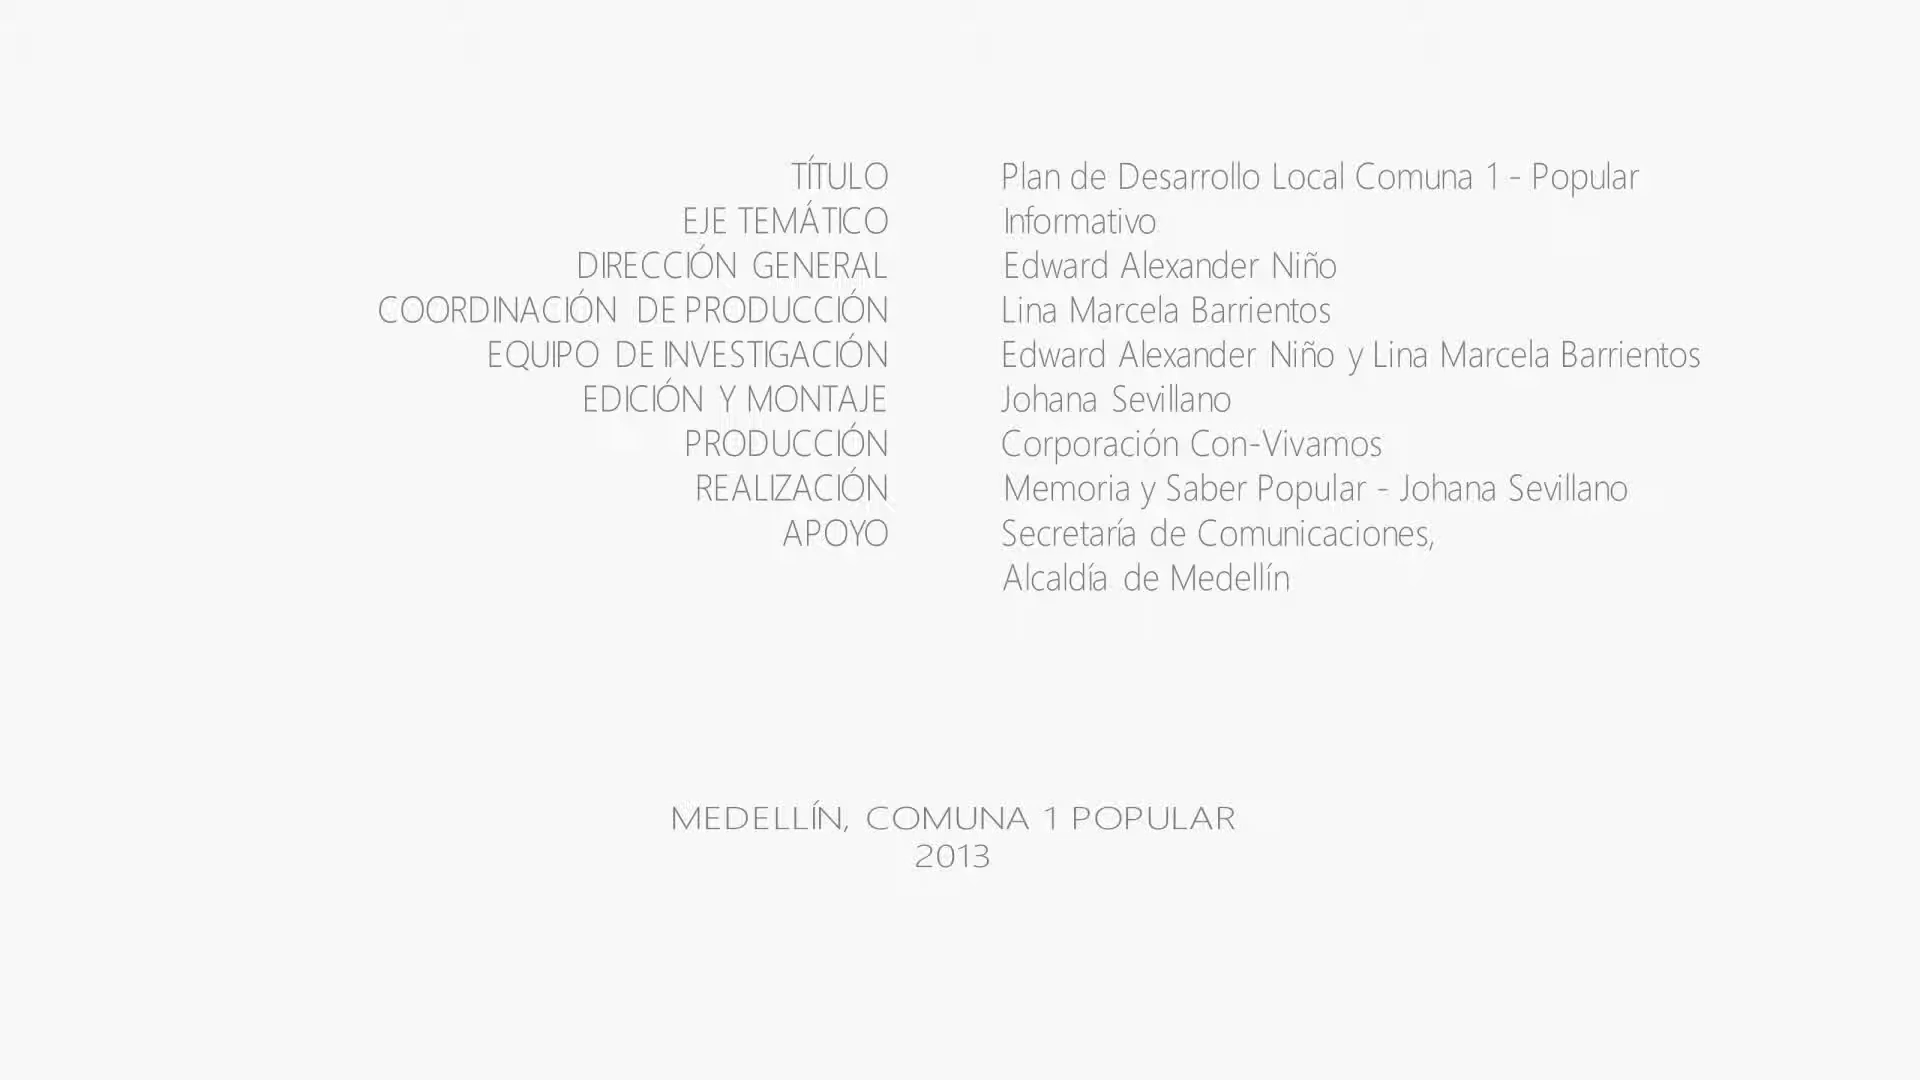 TÍTULO Plan de Desarrollo Local Comuna 1 - Popular
EJE TEMÁTICO Informativo
DIRECCIÓN GENERAL Edward Alexander Niño
COORDINACIÓN DE PRODUCCIÓN Lina Marcela Barrientos
EQUIPO DE INVESTIGACIÓN Edward Alexander Niño y Lina Marcela Barrientos
EDICIÓN Y MONTAJE Johana Sevillano
PRODUCCIÓN Corporación Con-Vivamos
REALIZACIÓN Memoria y Saber Popular - Johana Sevillano
APOYO Secretaría de Comunicaciones,
Alcaldía de Medellín
MEDELLÍN, COMUNA 1 POPULAR
2013